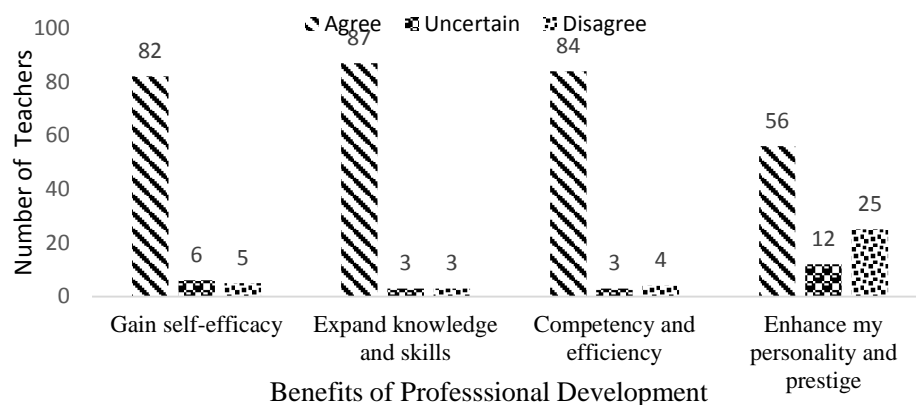 Agree Uncertain Disagree
100
80
60
40
20
0
Number of Teachers
82 6 5
87 3 3
84 3 4
56 12 25
Gain self-efficacy
Expand knowledge
and skills
Competency and
efficiency
Enhance my
personality and
prestige
Benefits of Professsional Development